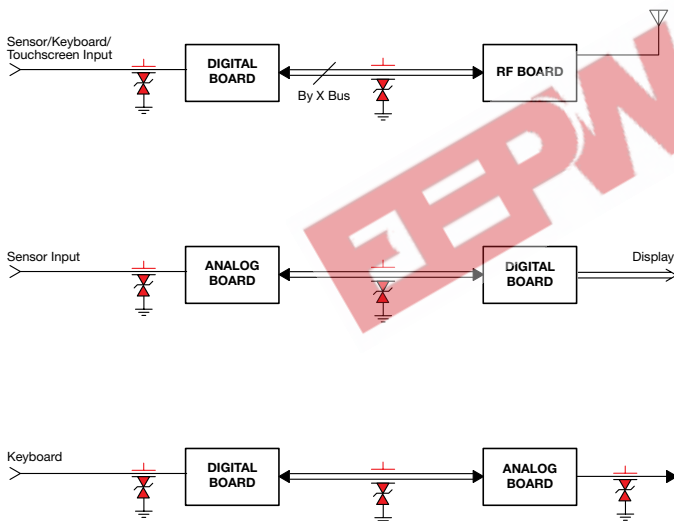 Sensor/Keyboard/
Touchscreen Input
DIGITAL
BOARD
By X Bus
RF BOARD
EEPW
Sensor Input
ANALOG
BOARD
DIGITAL
BOARD
Display
Keyboard
DIGITAL
BOARD
ANALOG
BOARD